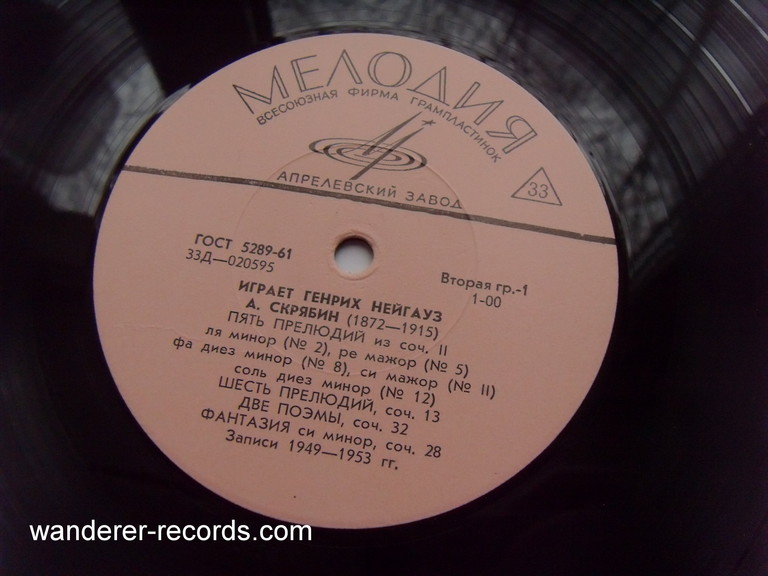 МЕЛОДИЯ
ВСЕСОЮЗНАЯ ФИРМА ГРАМПЛАСТИНОК
АПРЕЛЕВСКИЙ ЗАВОД
33
ГОСТ 5289-61
33Д—020595
Вторая гр.-1
1-00
ИГРАЕТ ГЕНРИХ НЕЙГАУЗ
А. СКРЯБИН (1872—1915)
ПЯТЬ ПРЕЛЮДИЙ из соч. II
ля минор (№ 2), ре мажор (№ 5)
фа диез минор (№ 8), си мажор (№ II)
соль диез минор (№ 12)
ШЕСТЬ ПРЕЛЮДИЙ, соч. 13
ДВЕ ПОЭМЫ, соч. 32
ФАНТАЗИЯ си минор, соч. 28
Записи 1949—1953 гг.
wanderer-records.com